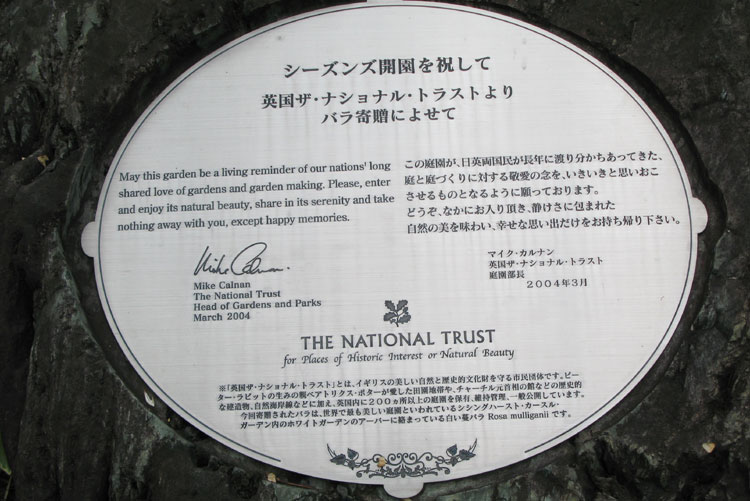 シーズンズ開園を祝して
英国ザ・ナショナル・トラストより
バラ寄贈によせて
May this garden be a living reminder of our nations' long
shared love of gardens and garden making. Please, enter
and enjoy its natural beauty, share in its serenity and take
nothing away with you, except happy memories.
Mike Calnan.
Mike Calnan
The National Trust
Head of Gardens and Parks
March 2004
この庭園が、日英両国民が長年に渡り分かちあってきた、
庭と庭づくりに対する敬愛の念を、いきいきと思いおこ
させるものとなるように願っております。
どうぞ、なかにお入り頂き、静けさに包まれた
自然の美を味わい、幸せな思い出だけをお持ち帰り下さい。
マイク・カルナン
英国ザ・ナショナル・トラスト
庭園部長
2004年3月
THE NATIONAL TRUST
for Places of Historic Interest or Natural Beauty
※「英国ザ・ナショナル・トラスト」とは、イギリスの美しい自然と歴史的文化財を守る市民団体です。ピー
ター・ラビットの生みの親ベアトリクス・ポターが愛した田園地帯や、チャーチル元首相の館などの歴史的
な建造物、自然海岸線などに加え、英国内に200ヵ所以上の庭園を保有、維持管理、一般公開しています。
今回寄贈されたバラは、世界で最も美しい庭園といわれているシシングハースト・カースル・
ガーデン内のホワイトガーデンのアーバーに絡まっている白い蔓バラ Rosa mulliganii です。